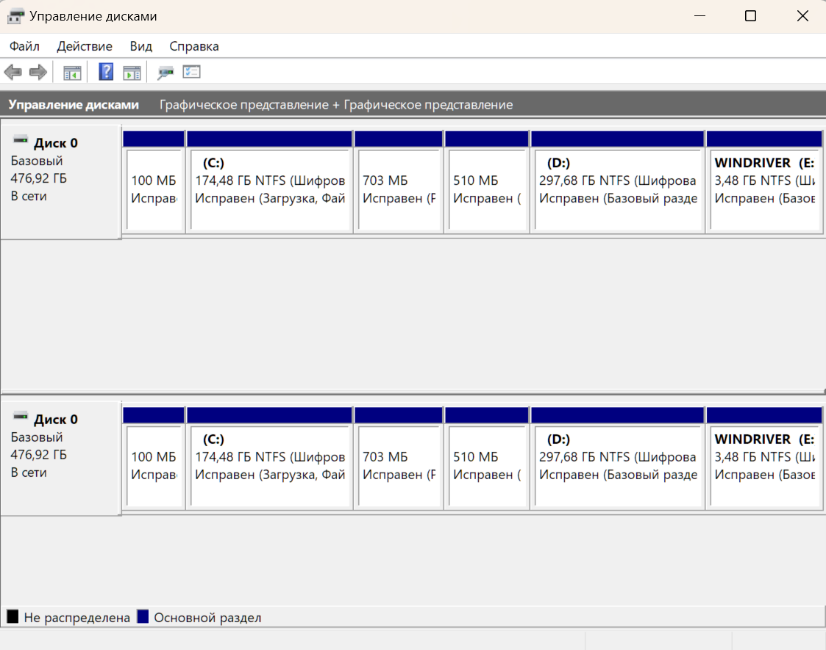 Управление дисками
Файл Действие Вид Справка
Управление дисками Графическое представление + Графическое представление
Диск 0
Базовый
476,92 ГБ
В сети
100 МБ
Исправ
(C:)
174,48 ГБ NTFS (Шифров
Исправен (Загрузка, Фай
703 МБ
Исправен (Р
510 МБ
Исправен (
(D:)
297,68 ГБ NTFS (Шифрова
Исправен (Базовый разде
WINDRIVER (E:
3,48 ГБ NTFS (Ши
Исправен (Базов
Диск 0
Базовый
476,92 ГБ
В сети
100 МБ
Исправ
(C:)
174,48 ГБ NTFS (Шифров
Исправен (Загрузка, Фай
703 МБ
Исправен (Р
510 МБ
Исправен (
(D:)
297,68 ГБ NTFS (Шифрова
Исправен (Базовый разде
WINDRIVER (E:
3,48 ГБ NTFS (Ши
Исправен (Базов
Не распределена Основной раздел